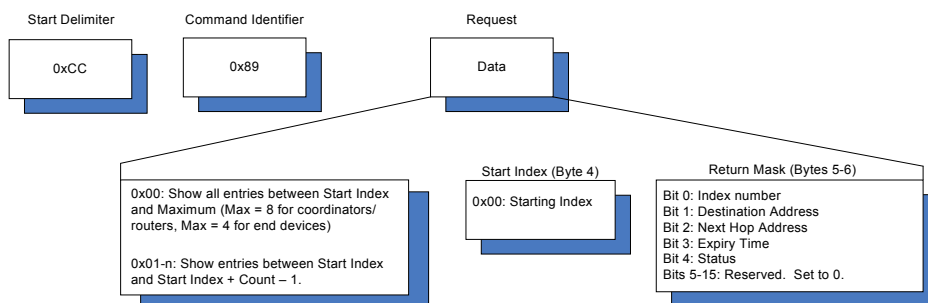 Start Delimiter
Command Identifier
Request
0xCC
0x89
Data
0x00: Show all entries between Start Index
and Maximum (Max = 8 for coordinators/
routers, Max = 4 for end devices)
0x01-n: Show entries between Start Index
and Start Index + Count – 1.
Start Index (Byte 4)
0x00: Starting Index
Return Mask (Bytes 5-6)
Bit 0: Index number
Bit 1: Destination Address
Bit 2: Next Hop Address
Bit 3: Expiry Time
Bit 4: Status
Bits 5-15: Reserved.  Set to 0.